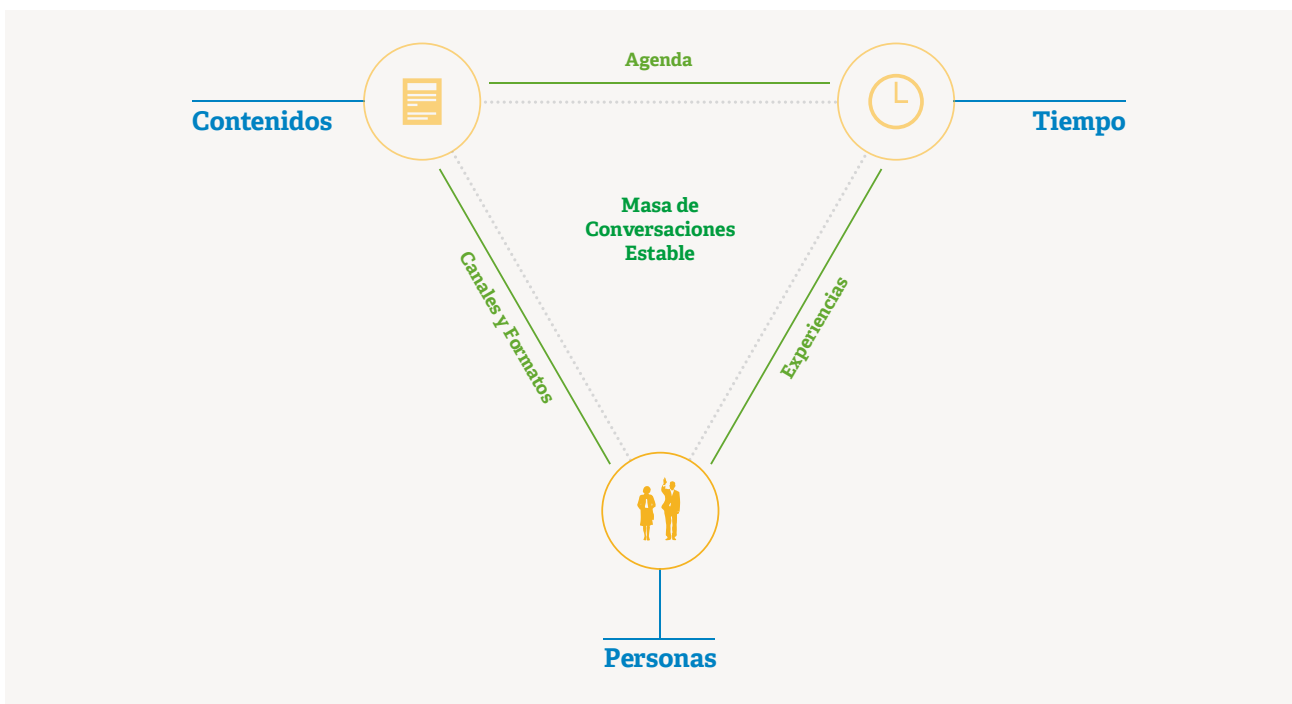 Agenda
Contenidos
Tiempo
Masa de
Conversaciones
Estable
Canales y Formatos
Experiencias
Personas